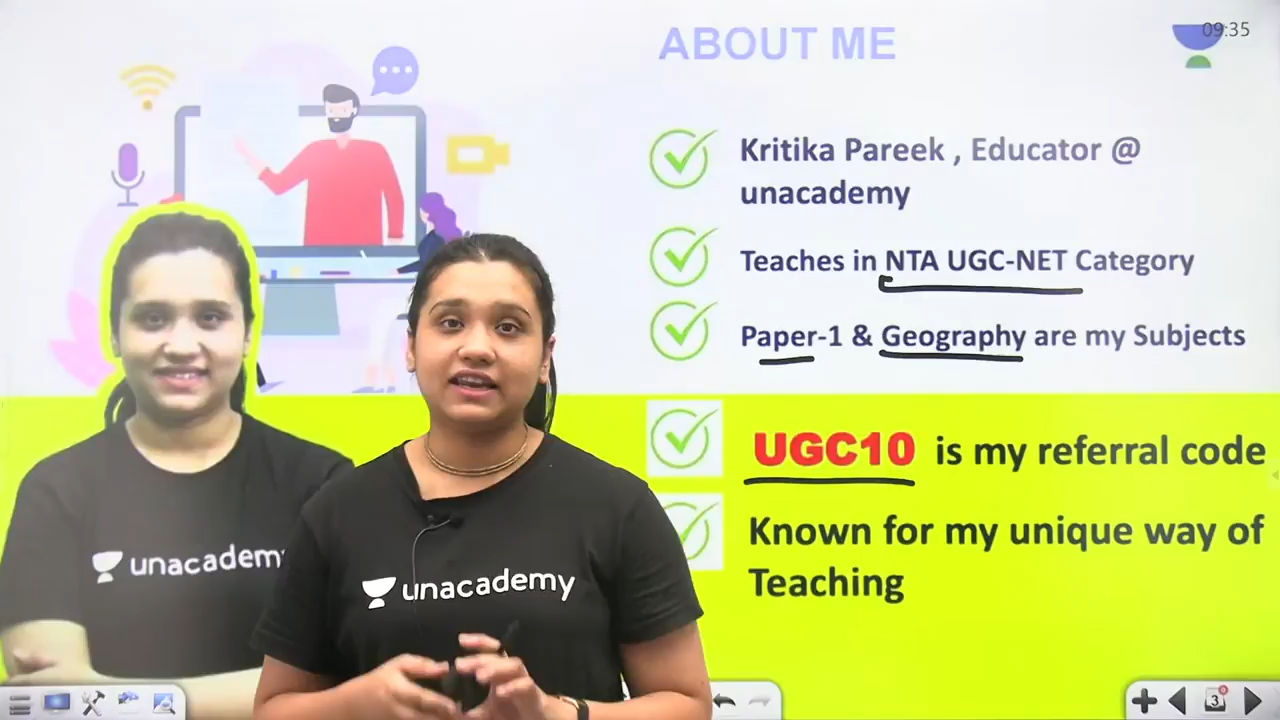 ABOUT ME
09:35
Kritika Pareek , Educator @
unacademy
Teaches in NTA UGC-NET Category
Paper-1 & Geography are my Subjects
UGC10 is my referral code
Known for my unique way of
Teaching
unacadem
unacademy
3